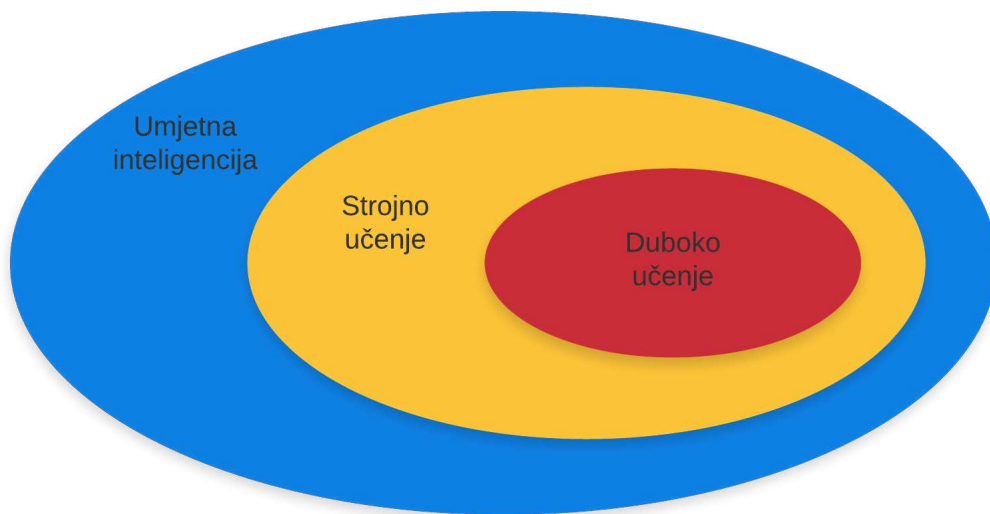 Umjetna
inteligencija
Strojno
učenje
Duboko
učenje